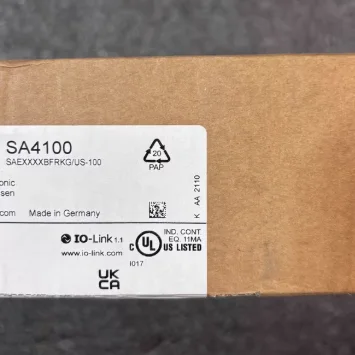 SA4100
SAEXXXXBFRKG/US-100
onic
sen
.com Made in Germany
20
PAP
K AA 2110
IO-Link 1.1
www.io-link.com
C UL US LISTED
IND. CONT
EQ. 11MA
I017
UK
CA